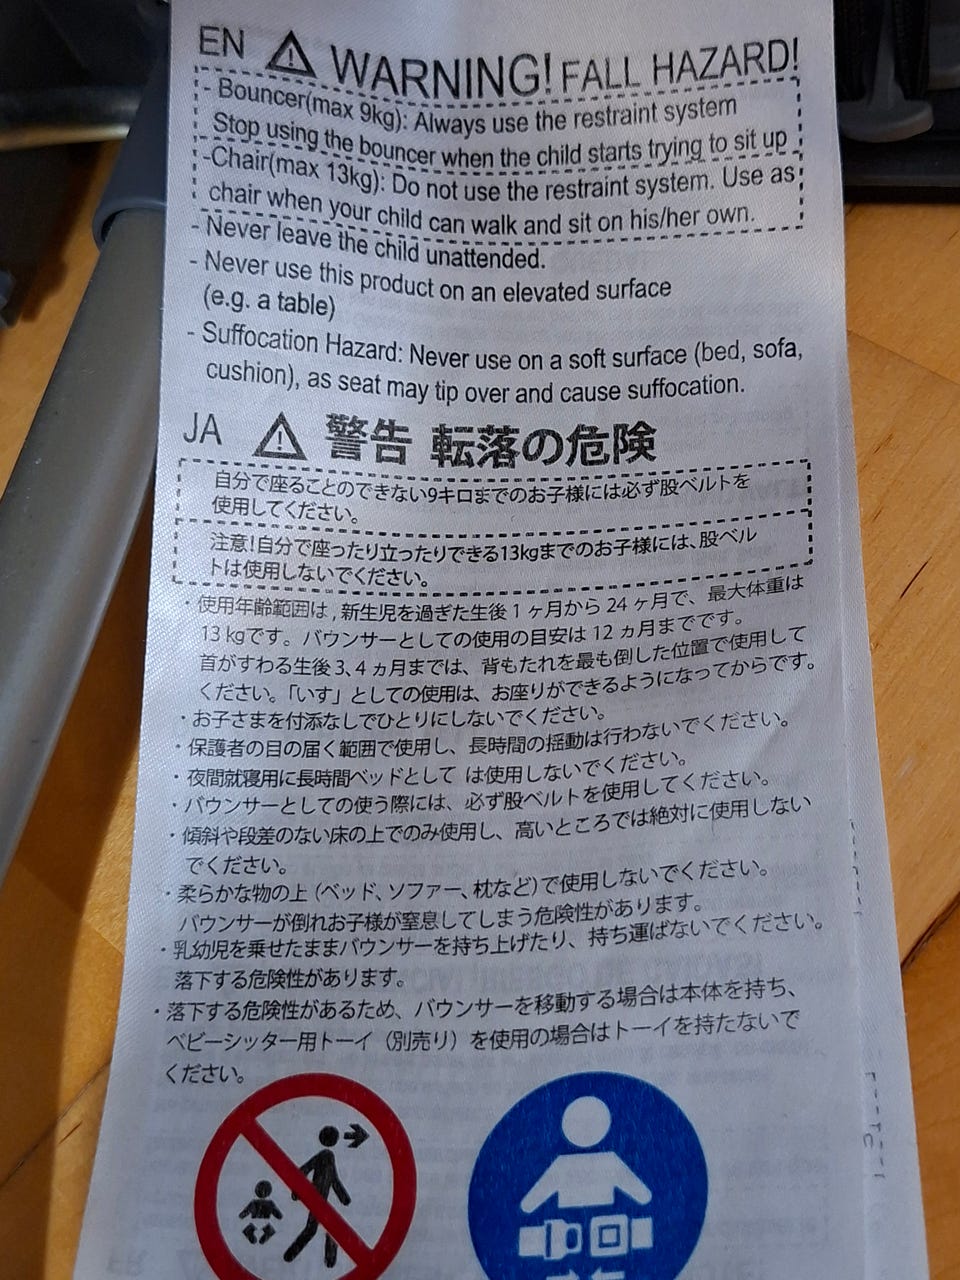 EN ⚠ WARNING! FALL HAZARD!
- Bouncer(max 9kg): Always use the restraint system
Stop using the bouncer when the child starts trying to sit up
-Chair(max 13kg): Do not use the restraint system. Use as
chair when your child can walk and sit on his/her own.
- Never leave the child unattended.
- Never use this product on an elevated surface
(e.g. a table)
- Suffocation Hazard: Never use on a soft surface (bed, sofa,
cushion), as seat may tip over and cause suffocation.
JA ⚠ 警告 転落の危険
自分で座ることのできない9キロまでのお子様には必ず股ベルトを
使用してください。
注意!自分で座ったり立ったりできる13kgまでのお子様には、股ベル
トは使用しないでください。
・使用年齢範囲は, 新生児を過ぎた生後 1 ヶ月から 24 ヶ月で、最大体重は
13 kgです。バウンサーとしての使用の目安は 12 ヵ月までです。
首がすわる生後 3, 4 ヵ月までは、背もたれを最も倒した位置で使用して
ください。「いす」としての使用は、お座りができるようになってからです。
・お子さまを付添なしでひとりにしないでください。
・保護者の目の届く範囲で使用し、長時間の揺動は行わないでください。
・夜間就寝用に長時間ベッドとして は使用しないでください。
・バウンサーとしての使う際には、必ず股ベルトを使用してください。
・傾斜や段差のない床の上でのみ使用し、高いところでは絶対に使用しない
でください。
・柔らかな物の上（ベッド、ソファー、枕など）で使用しないでください。
バウンサーが倒れお子様が窒息してしまう危険性があります。
・乳幼児を乗せたままバウンサーを持ち上げたり、持ち運ばないでください。
落下する危険性があります。
・落下する危険性があるため、バウンサーを移動する場合は本体を持ち、
ベビーシッター用トーイ（別売り）を使用の場合はトーイを持たないで
ください。